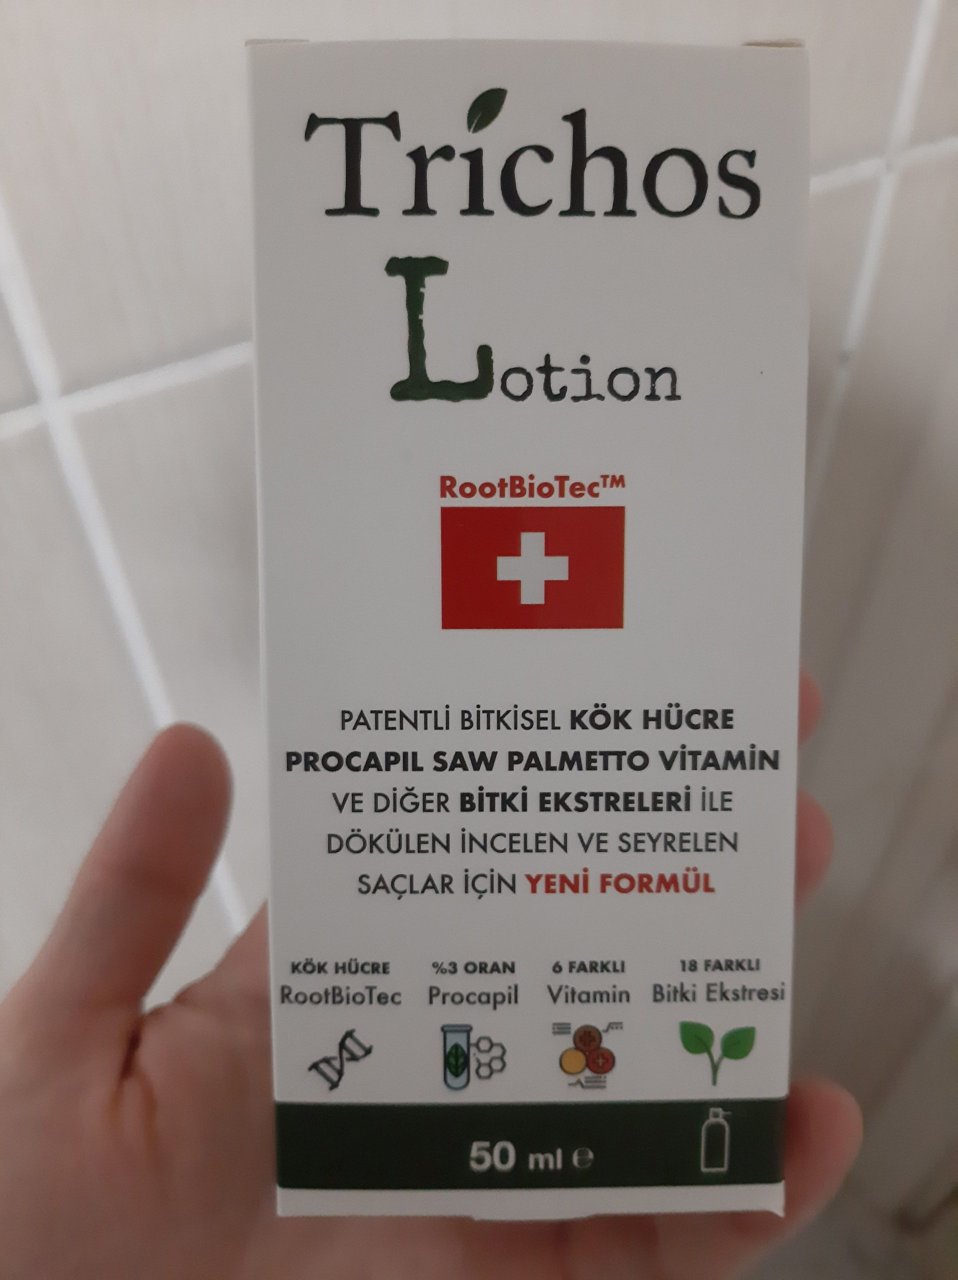 Trichos
Lotion
RootBioTec™
PATENTLİ BİTKİSEL KÖK HÜCRE
PROCAPIL SAW PALMETTO VİTAMİN
VE DİĞER BİTKİ EKSTRELERİ İLE
DÖKÜLEN İNCELEN VE SEYRELEN
SAÇLAR İÇİN YENİ FORMÜL
KÖK HÜCRE %3 ORAN 6 FARKLI 18 FARKLI
RootBioTec Procapil Vitamin Bitki Ekstresi
50 ml ℮